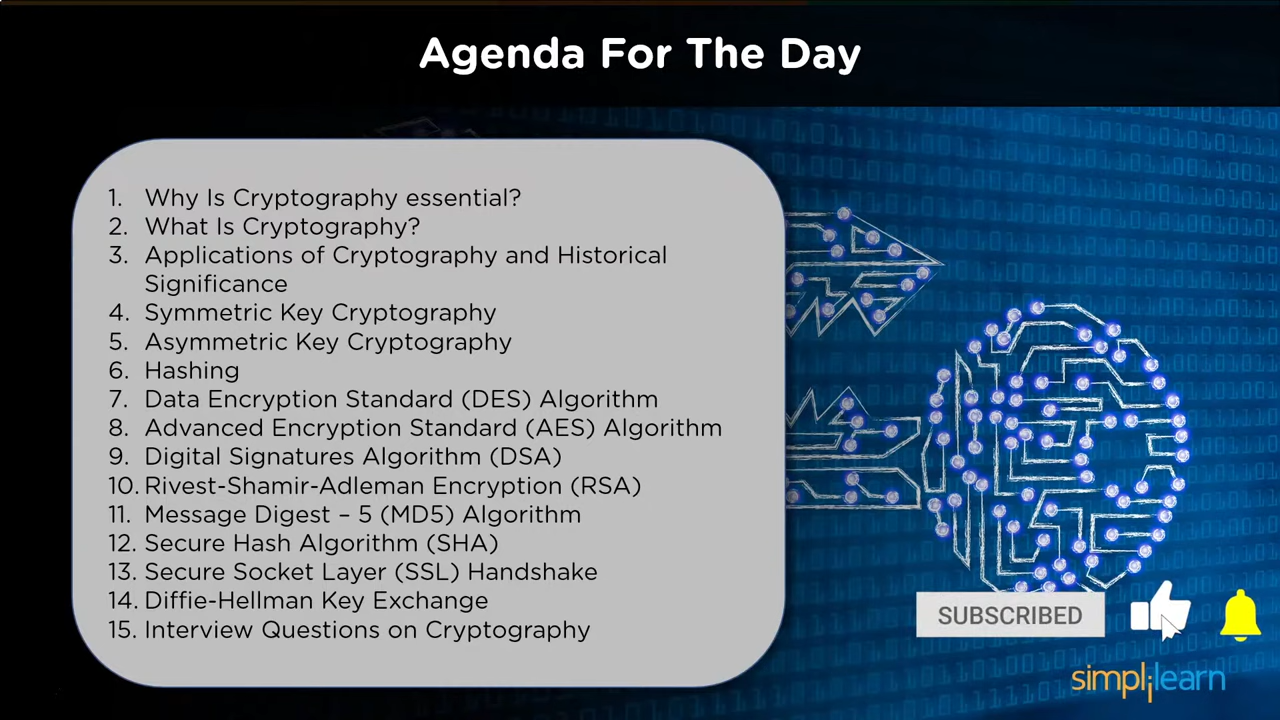 Agenda For The Day
1. Why Is Cryptography essential?
2. What Is Cryptography?
3. Applications of Cryptography and Historical
Significance
4. Symmetric Key Cryptography
5. Asymmetric Key Cryptography
6. Hashing
7. Data Encryption Standard (DES) Algorithm
8. Advanced Encryption Standard (AES) Algorithm
9. Digital Signatures Algorithm (DSA)
10. Rivest-Shamir-Adleman Encryption (RSA)
11. Message Digest – 5 (MD5) Algorithm
12. Secure Hash Algorithm (SHA)
13. Secure Socket Layer (SSL) Handshake
14. Diffie-Hellman Key Exchange
15. Interview Questions on Cryptography
SUBSCRIBED
simplilearn